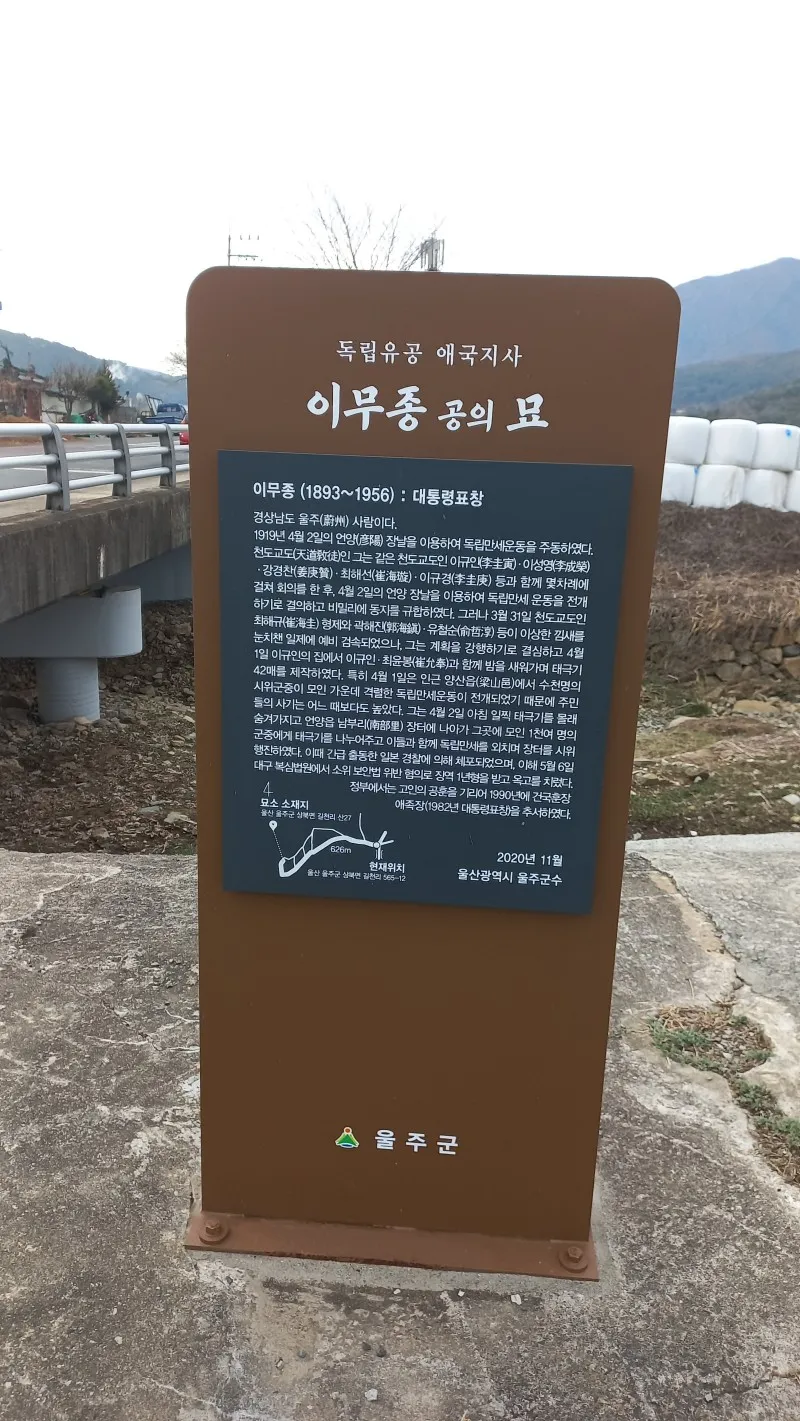 독립유공 애국지사
이무종 공의 묘
이무종 (1893~1956) : 대통령표창
경상남도 울주(蔚州) 사람이다.
1919년 4월 2일의 언양(彦陽) 장날을 이용하여 독립만세운동을 주동하였다.
천도교도(天道敎徒)인 그는 같은 천도교도인 이규인(李圭寅)·이성영(李成榮)
·강경찬(姜庚贊)·최해선(崔海璇)·이규경(李圭庚) 등과 함께 몇차례에
걸쳐 회의를 한 후, 4월 2일의 언양 장날을 이용하여 독립만세 운동을 전개
하기로 결의하고 비밀리에 동지를 규합하였다. 그러나 3월 31일 천도교도인
최해규(崔海圭) 형제와 곽해진(郭海鎭)·유철순(兪哲淳) 등이 이상한 낌새를
눈치챈 일제에 예비 검속되었으나, 그는 계획을 강행하기로 결심하고 4월
1일 이규인의 집에서 이규인·최윤봉(崔允奉)과 함께 밤을 새워가며 태극기
42매를 제작하였다. 특히 4월 1일은 인근 양산읍(梁山邑)에서 수천명의
시위군중이 모인 가운데 격렬한 독립만세운동이 전개되었기 때문에 주민
들의 사기는 어느 때보다도 높았다. 그는 4월 2일 아침 일찍 태극기를 몰래
숨겨가지고 언양읍 남부리(南部里) 장터에 나아가 그곳에 모인 1천여 명의
군중에게 태극기를 나누어주고 이들과 함께 독립만세를 외치며 장터를 시위
행진하였다. 이때 긴급 출동한 일본 경찰에 의해 체포되었으며, 이해 5월 6일
대구 복심법원에서 소위 보안법 위반 혐의로 징역 1년형을 받고 옥고를 치렀다.
정부에서는 고인의 공훈을 기리어 1990년에 건국훈장
애족장(1982년 대통령표창)을 추서하였다.
묘소 소재지
울산 울주군 상북면 길천리 산27
626m
현재위치
울산 울주군 상북면 길천리 565-12
2020년 11월
울산광역시 울주군수
울주군